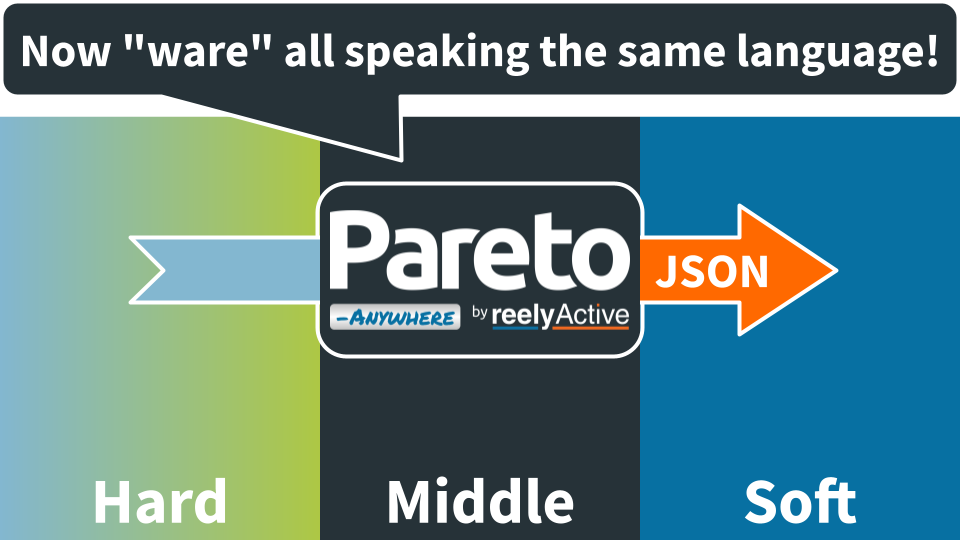 Now "ware" all speaking the same language!
Pareto
-ANYWHERE by reelyActive
JSON
Hard Middle Soft